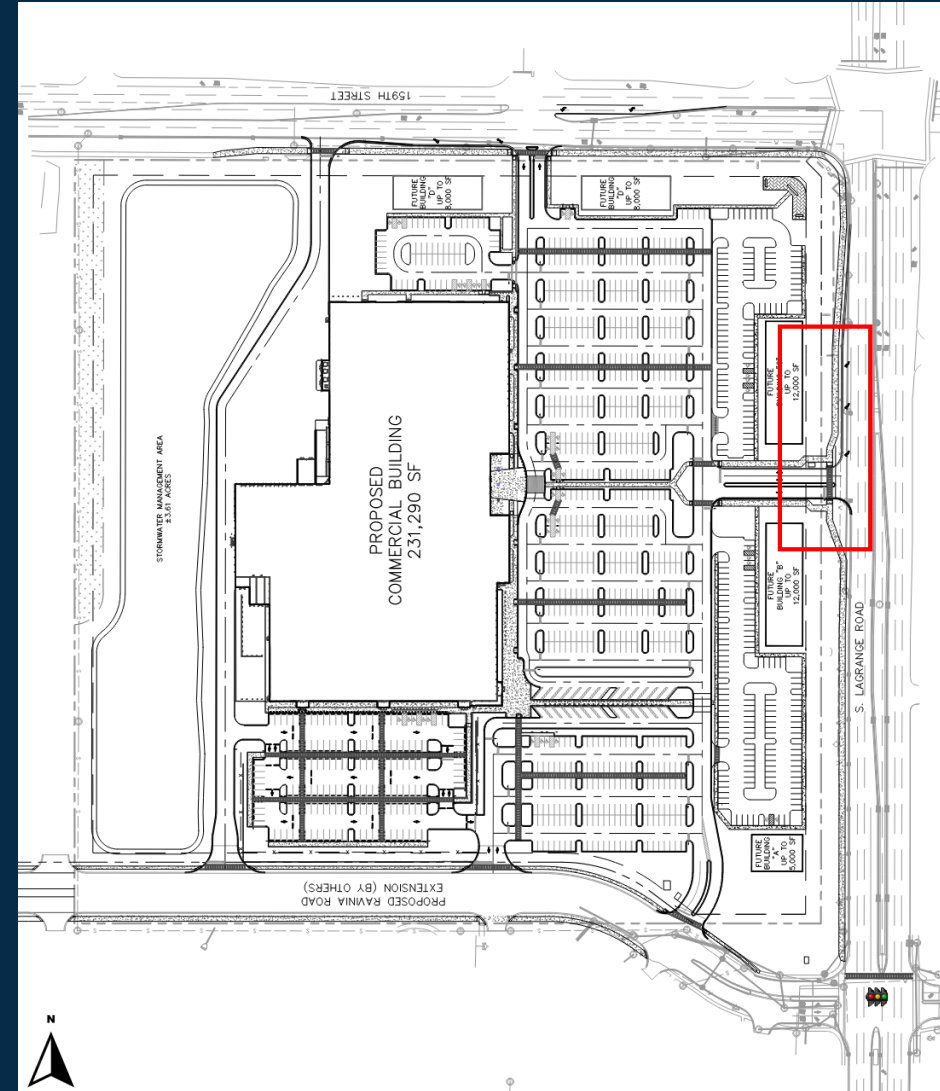 159TH STREET
FUTURE
BUILDING
"D"
UP TO
8,000 SF
FUTURE
BUILDING
"D"
UP TO
8,000 SF
FUTURE
UP TO
12,000 SF
PROPOSED
COMMERCIAL BUILDING
231,290 SF
STORMWATER MANAGEMENT AREA
±3.61 ACRES
FUTURE
BUILDING "B"
UP TO
12,000 SF
S. LAGRANGE ROAD
FUTURE
BUILDING
"A"
UP TO
5,000 SF
PROPOSED RAVINIA ROAD
EXTENSION (BY OTHERS)
N